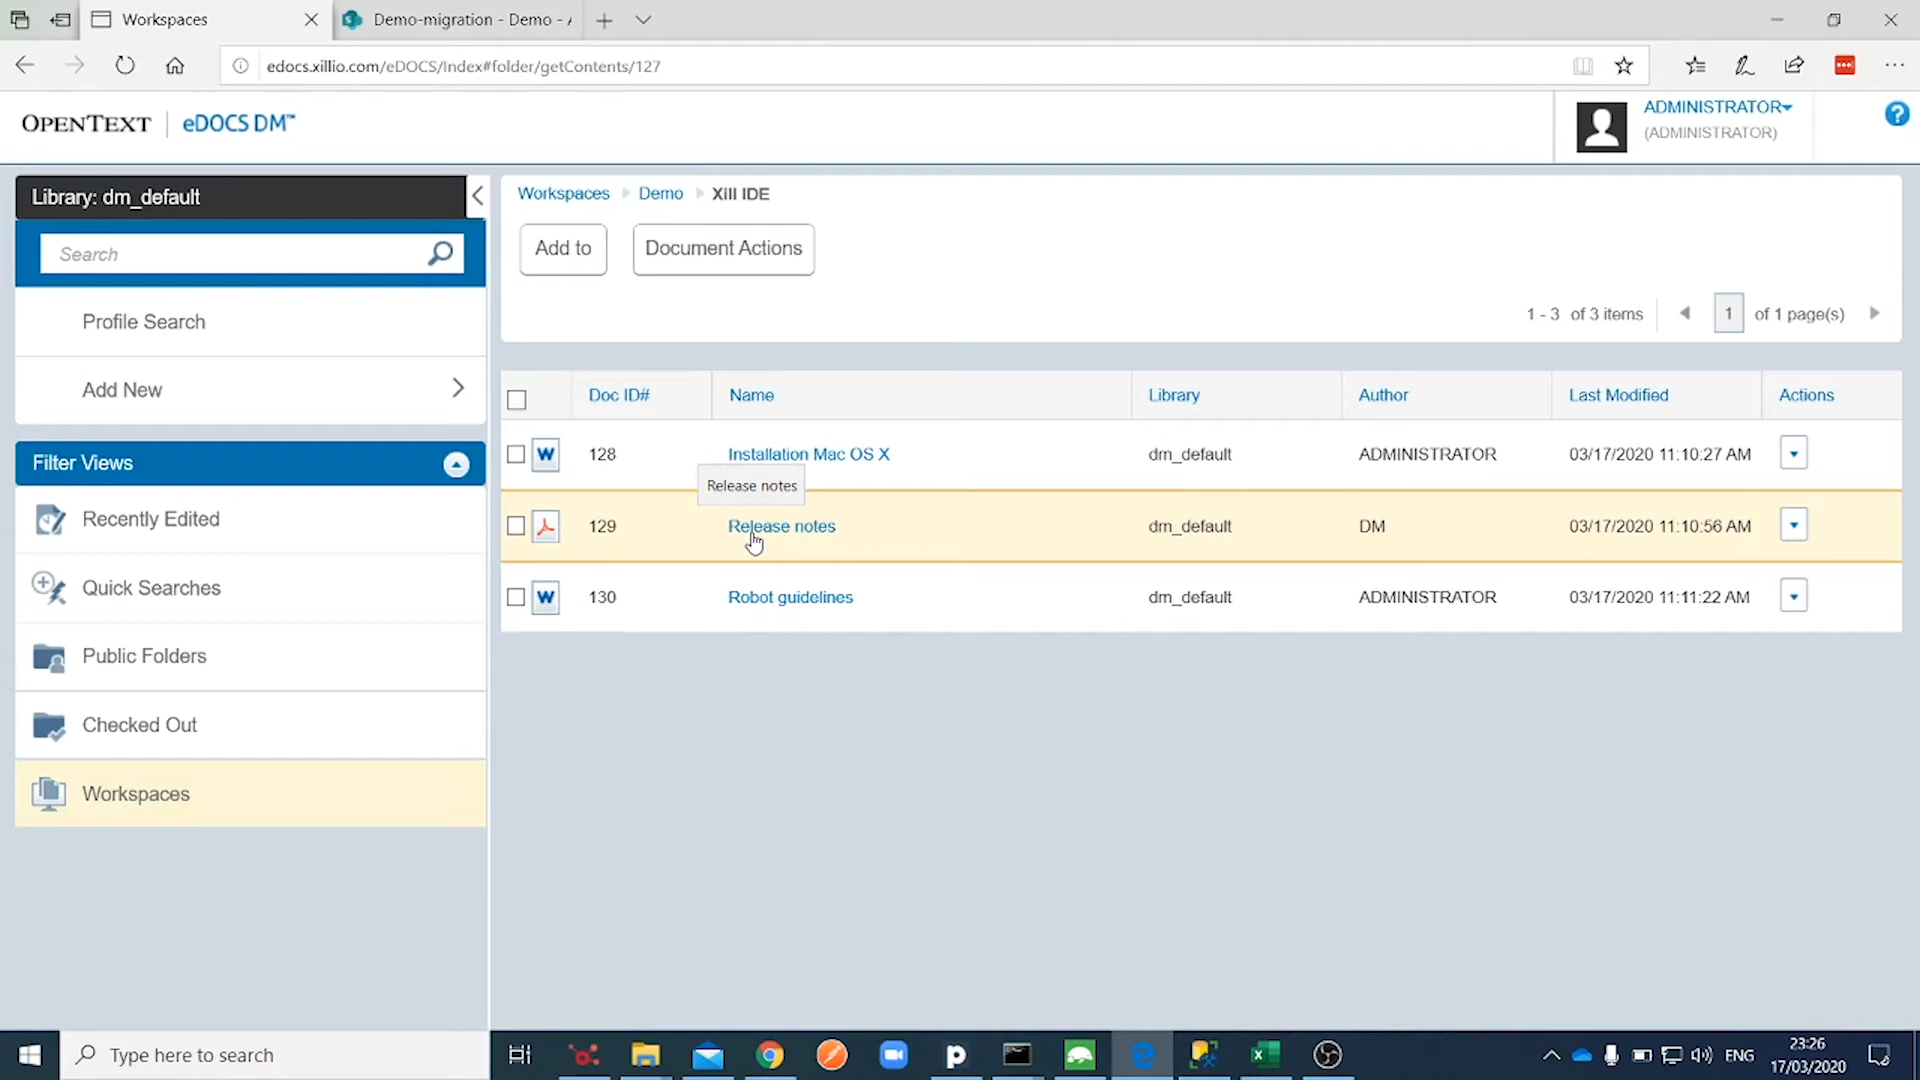 Workspaces
Demo-migration - Demo - A
edocs.xillio.com/eDOCS/Index#folder/getContents/127
OPENTEXT eDOCS DM™
ADMINISTRATOR
(ADMINISTRATOR)
?
Library: dm_default
Search
Profile Search
Add New
Filter Views
Recently Edited
Quick Searches
Public Folders
Checked Out
Workspaces
Workspaces Demo Xill IDE
Add to Document Actions
1 - 3 of 3 items 1 of 1 page(s)
Doc ID# Name Library Author Last Modified Actions
W 128 Installation Mac OS X dm_default ADMINISTRATOR 03/17/2020 11:10:27 AM
Release notes
129 Release notes dm_default DM 03/17/2020 11:10:56 AM
W 130 Robot guidelines dm_default ADMINISTRATOR 03/17/2020 11:11:22 AM
Type here to search
ENG
23:26
17/03/2020